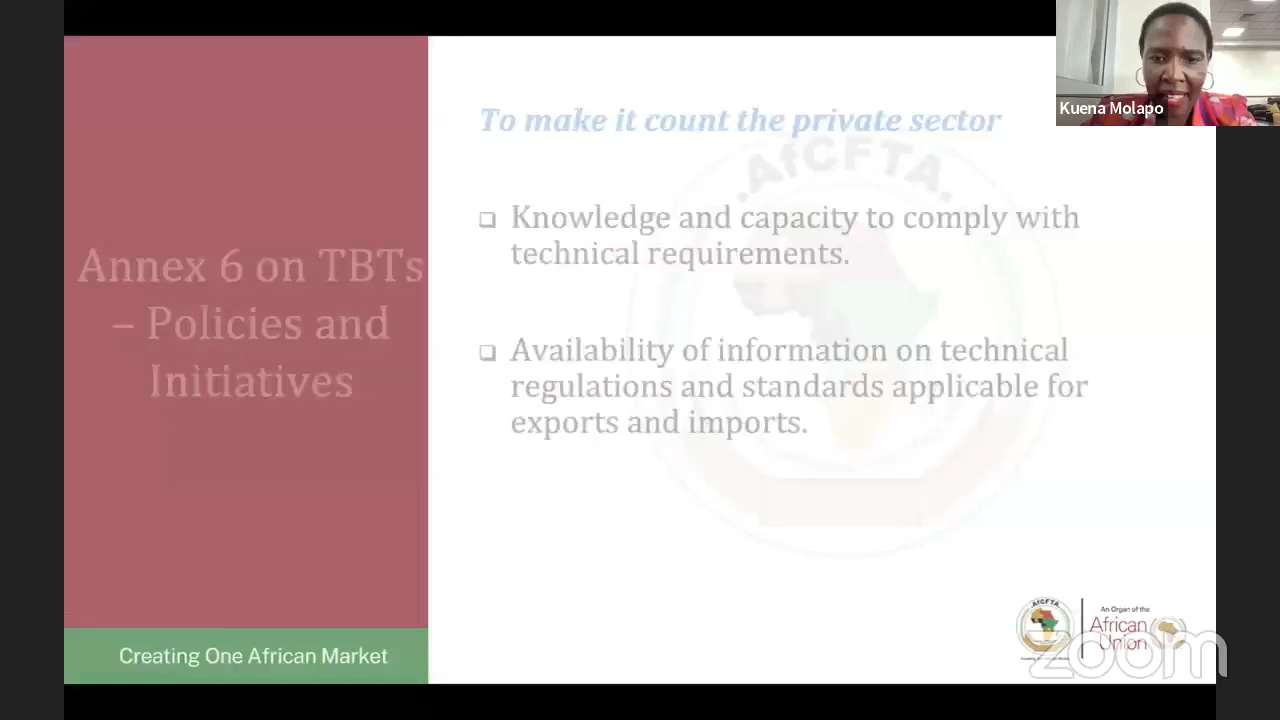 Kuena Molapo
Annex 6 on TBTs
– Policies and
Initiatives
Creating One African Market
To make it count the private sector
Knowledge and capacity to comply with
technical requirements.
Availability of information on technical
regulations and standards applicable for
exports and imports.
.AfCFTA.
AfCFTA
An Organ of the
African
Union
zoom